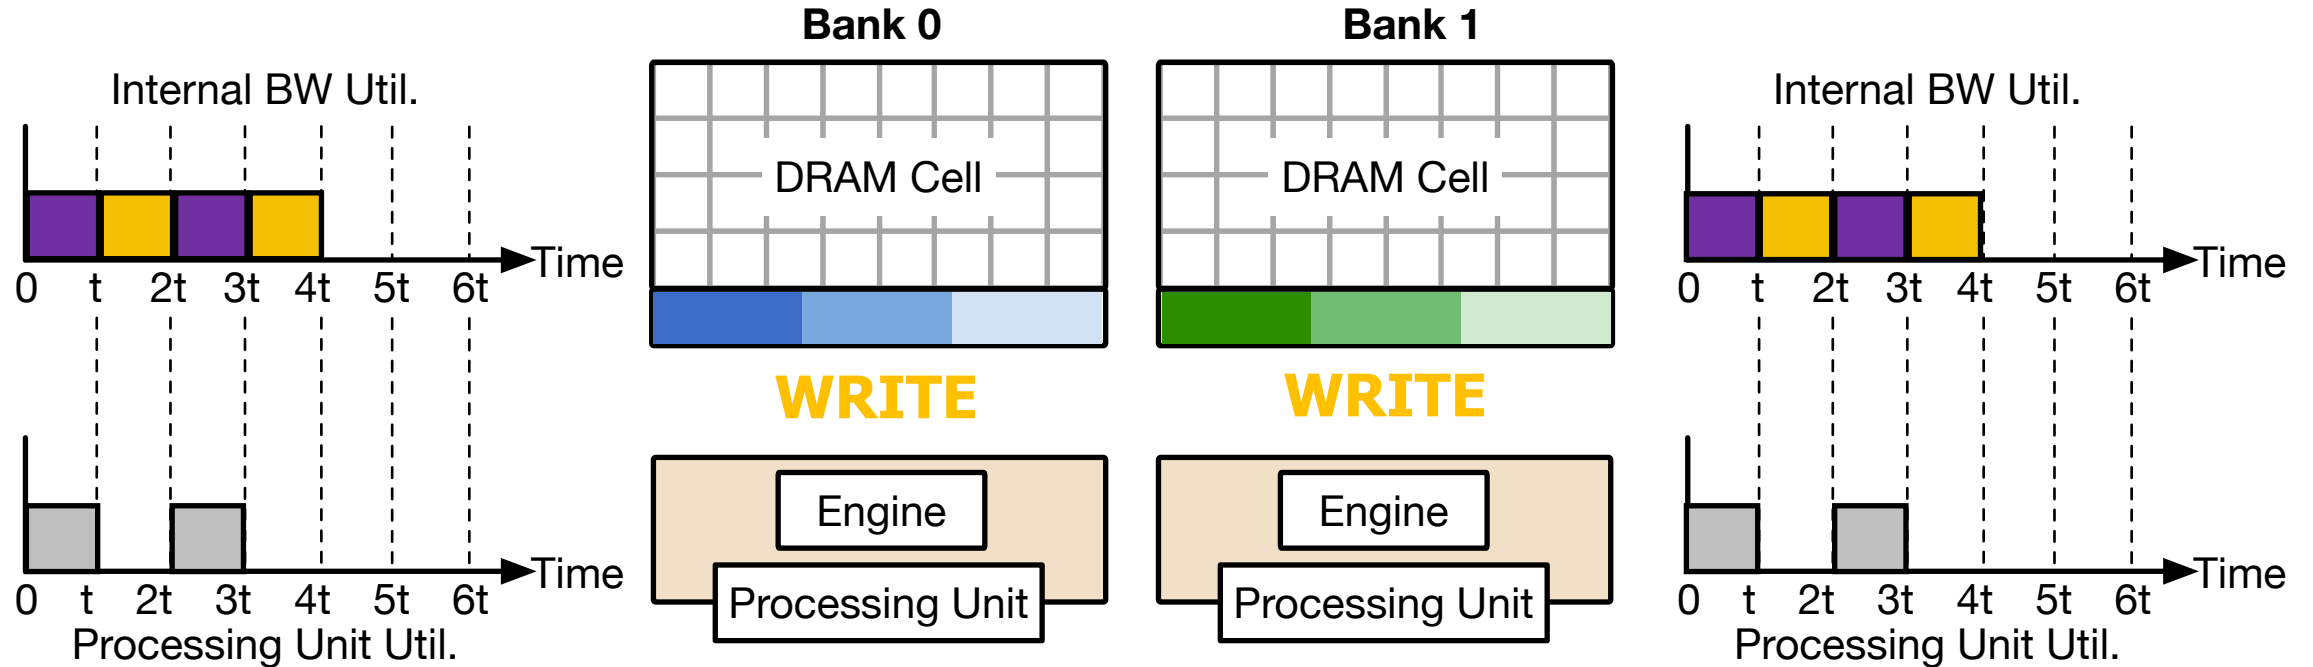 Bank 0
Bank 1
Internal BW Util.
Internal BW Util.
DRAM Cell
DRAM Cell
Time
0 t 2t 3t 4t 5t 6t
Time
0 t 2t 3t 4t 5t 6t
WRITE
WRITE
Engine
Engine
Processing Unit
Processing Unit
Time
0 t 2t 3t 4t 5t 6t
Processing Unit Util.
Time
0 t 2t 3t 4t 5t 6t
Processing Unit Util.